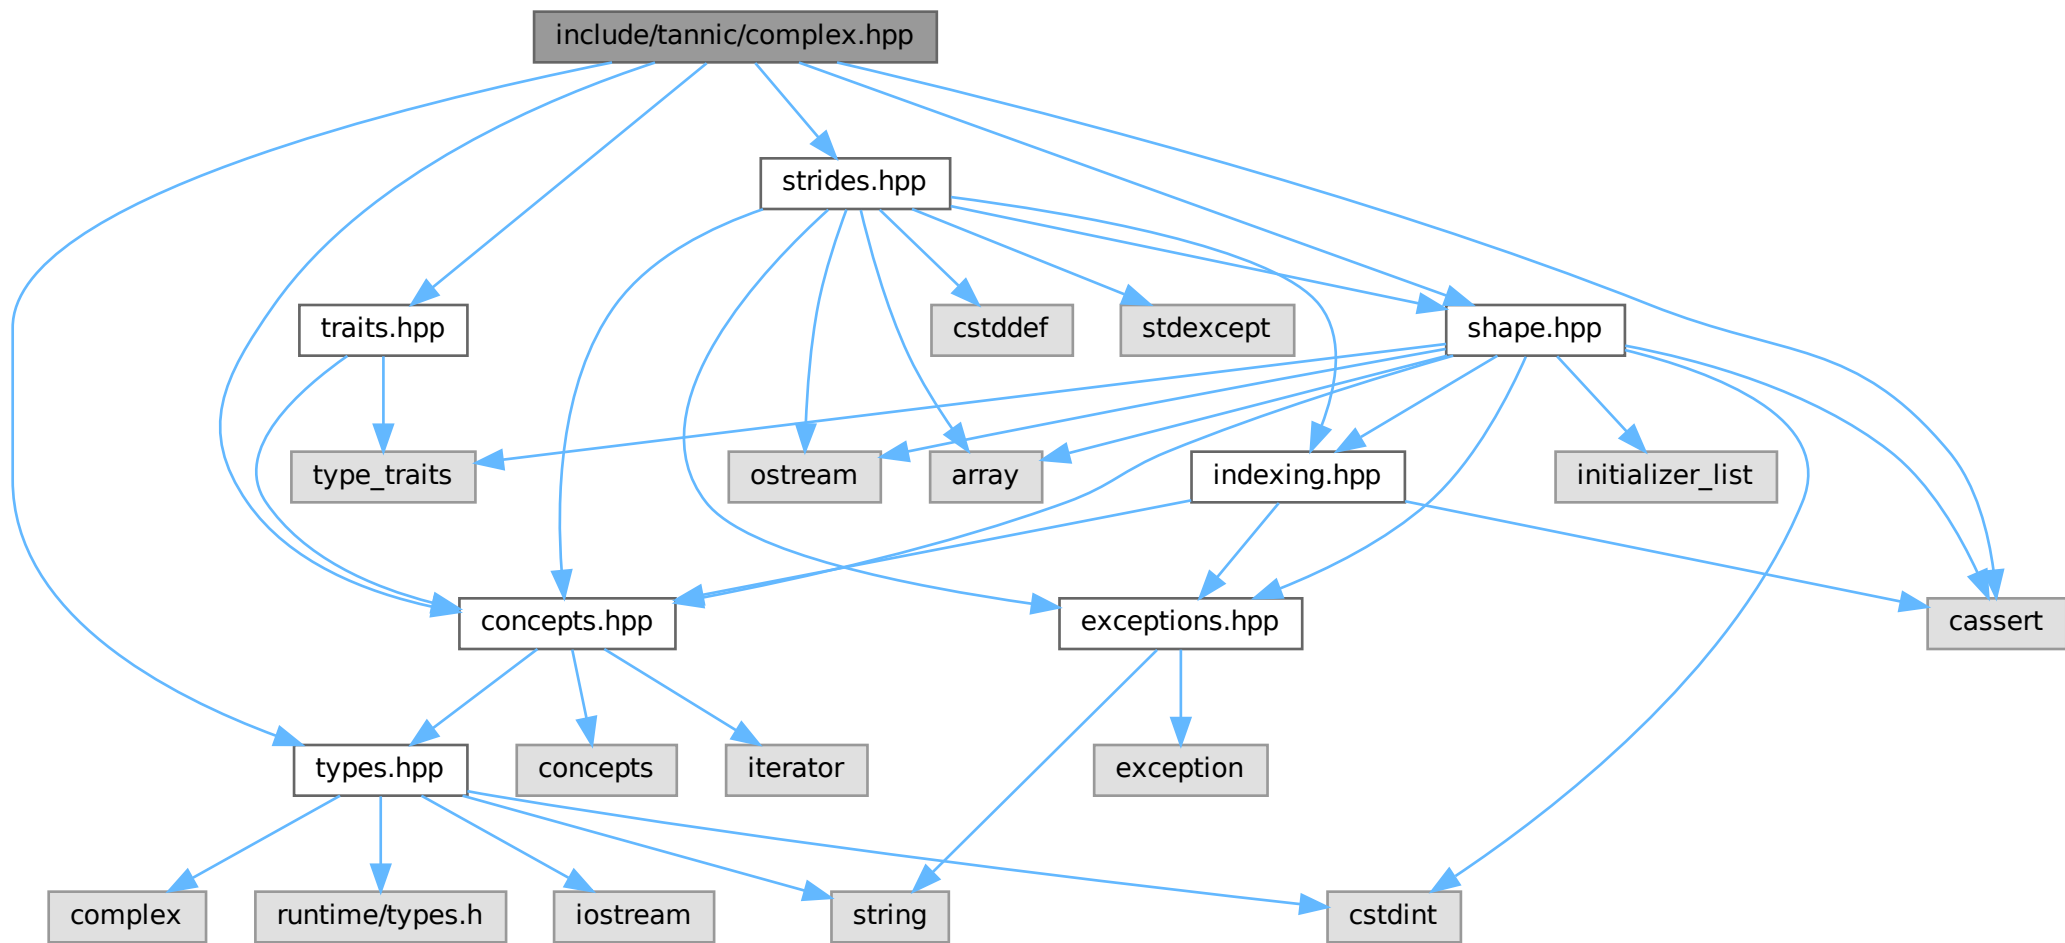 include/tannic/complex.hpp
strides.hpp
traits.hpp
cstddef
stdexcept
shape.hpp
type_traits
ostream
array
indexing.hpp
initializer_list
concepts.hpp
exceptions.hpp
cassert
types.hpp
concepts
iterator
exception
complex
runtime/types.h
iostream
string
cstdint